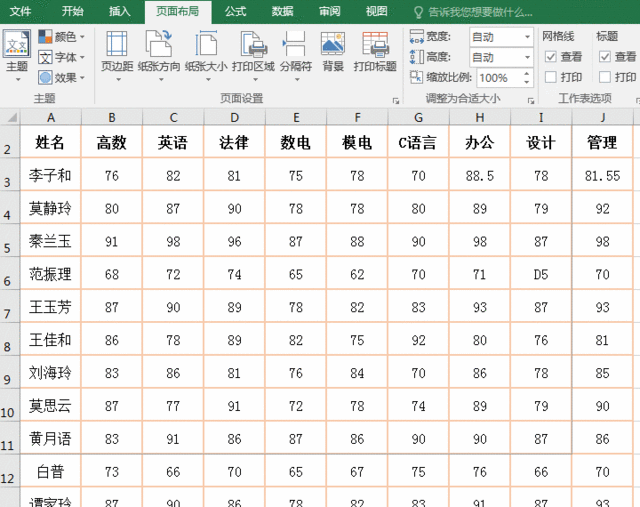 文件 开始 插入 页面布局 公式 数据 审阅 视图 告诉我您想要做什么...
主题 颜色 字体 效果 页边距 纸张方向 纸张大小 打印区域 分隔符 背景 打印标题 宽度: 自动 高度: 自动 缩放比例: 100% 网格线 查看 打印 标题 查看 打印
主题 页面设置 调整为合适大小 工作表选项
A B C D E F G H I J
2 姓名 高数 英语 法律 数电 模电 C语言 办公 设计 管理
3 李子和 76 82 81 75 78 70 88.5 78 81.55
4 莫静玲 80 87 90 78 78 80 89 79 92
5 秦兰玉 91 98 96 87 88 90 98 87 98
6 范振理 68 72 74 65 62 70 71 D5 70
7 王玉芳 87 90 89 78 82 83 93 87 93
8 王佳和 86 78 89 82 75 92 80 76 81
9 刘海玲 83 86 81 76 84 70 86 78 85
10 莫思云 87 77 91 72 78 74 89 79 90
11 黄月语 83 91 86 87 86 90 90 87 86
12 白普 73 66 70 65 67 75 76 66 70
谭家玲 87 90 86 78 82 83 91 87 93